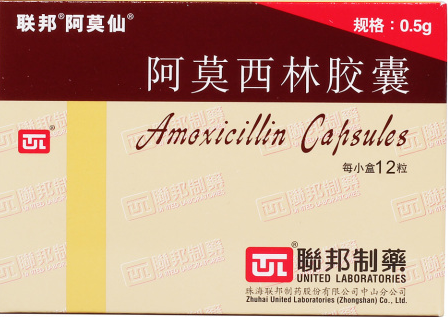 联邦®阿莫仙®
规格：0.5g
阿莫西林胶囊
Amoxicillin Capsules
每小盒12粒
聯邦制藥
UNITED LABORATORIES
珠海联邦制药股份有限公司中山分公司
Zhuhai United Laboratories (Zhongshan) Co., Ltd.